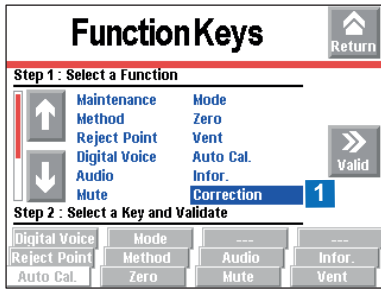 Function Keys
Return
Step 1 : Select a Function
Maintenance Mode
Method Zero
Reject Point Vent
Digital Voice Auto Cal.
Audio Infor.
Mute Correction 1
Valid
Step 2 : Select a Key and Validate
Digital Voice Mode --- ---
Reject Point Method Audio Infor.
Auto Cal. Zero Mute Vent